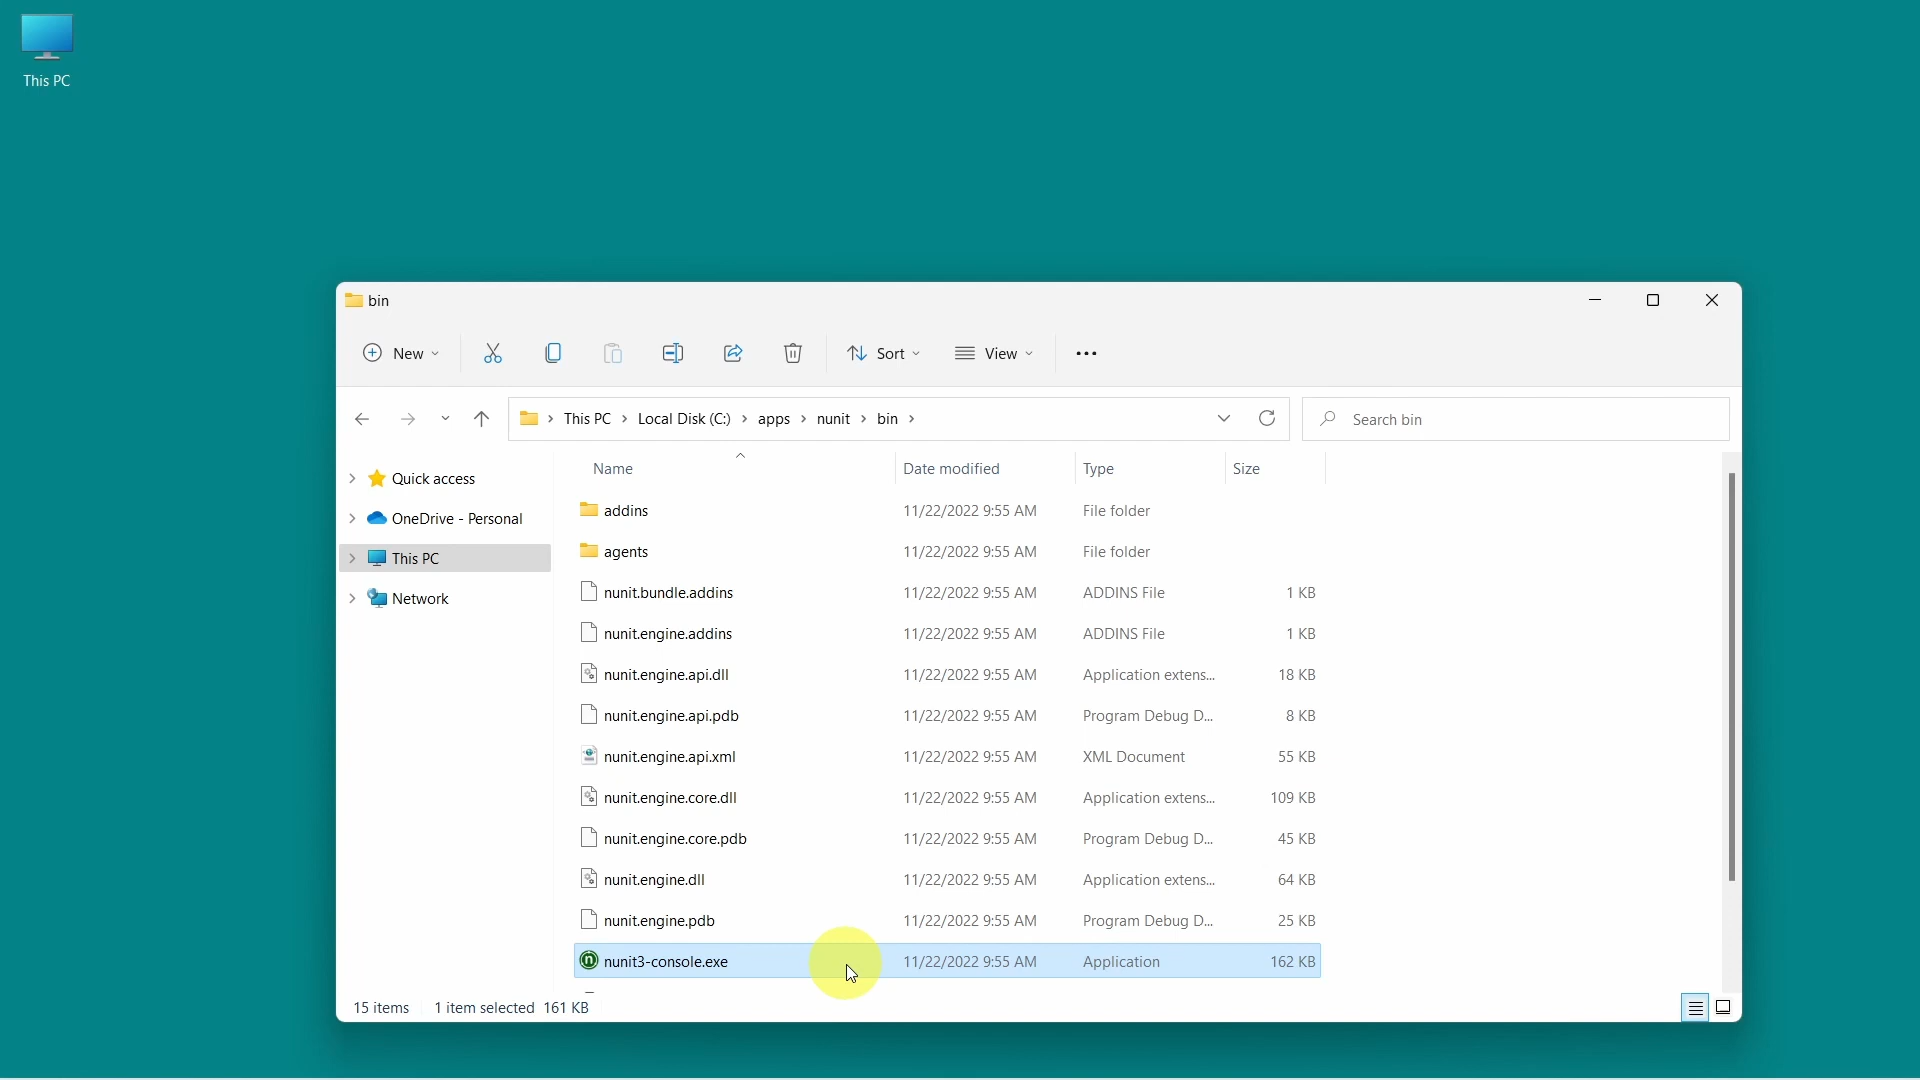 This PC
bin
New
Sort
View
This PC
Local Disk (C:)
apps
nunit
bin
Search bin
Quick access
OneDrive - Personal
This PC
Network
Name Date modified Type Size
addins 11/22/2022 9:55 AM File folder
agents 11/22/2022 9:55 AM File folder
nunit.bundle.addins 11/22/2022 9:55 AM ADDINS File 1 KB
nunit.engine.addins 11/22/2022 9:55 AM ADDINS File 1 KB
nunit.engine.api.dll 11/22/2022 9:55 AM Application extens... 18 KB
nunit.engine.api.pdb 11/22/2022 9:55 AM Program Debug D... 8 KB
nunit.engine.api.xml 11/22/2022 9:55 AM XML Document 55 KB
nunit.engine.core.dll 11/22/2022 9:55 AM Application extens... 109 KB
nunit.engine.core.pdb 11/22/2022 9:55 AM Program Debug D... 45 KB
nunit.engine.dll 11/22/2022 9:55 AM Application extens... 64 KB
nunit.engine.pdb 11/22/2022 9:55 AM Program Debug D... 25 KB
nunit3-console.exe 11/22/2022 9:55 AM Application 162 KB
15 items 1 item selected 161 KB